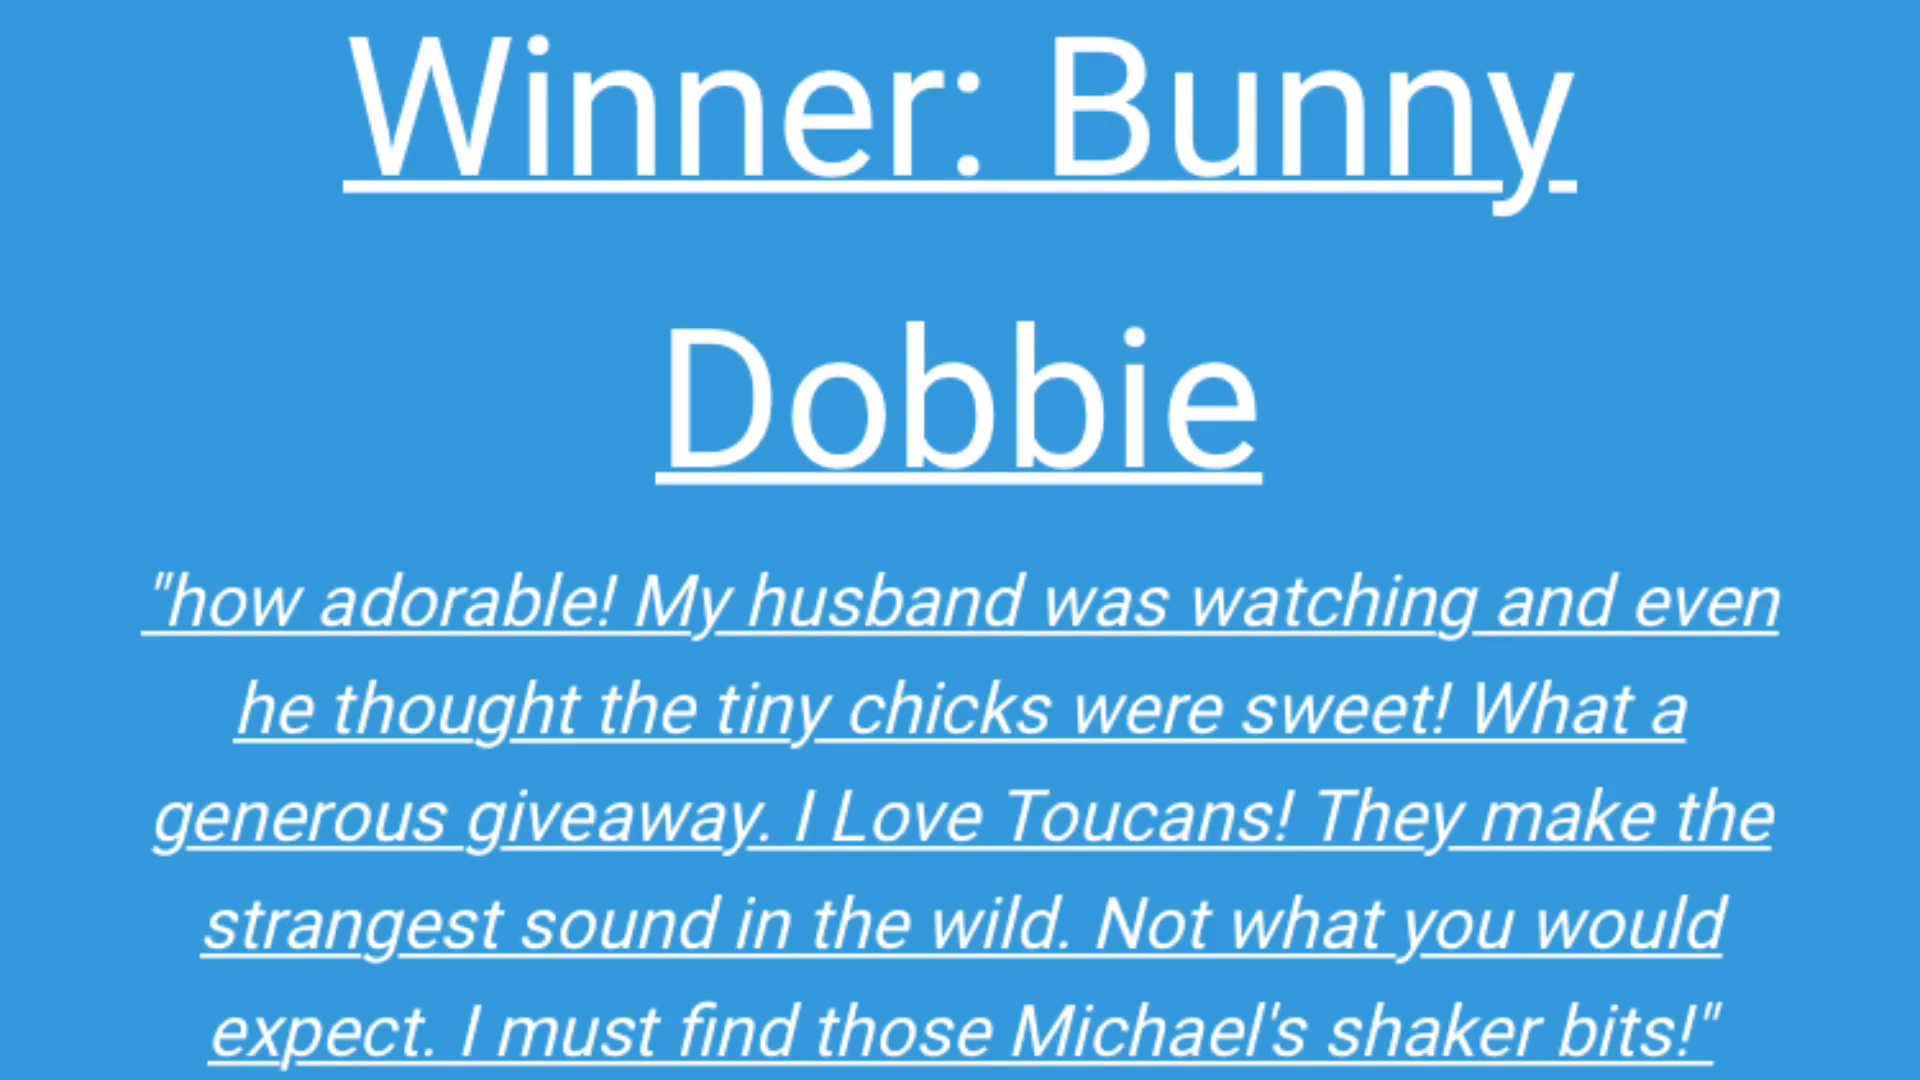 Winner: Bunny
Dobbie
"how adorable! My husband was watching and even
he thought the tiny chicks were sweet! What a
generous giveaway. I Love Toucans! They make the
strangest sound in the wild. Not what you would
expect. I must find those Michael's shaker bits!"